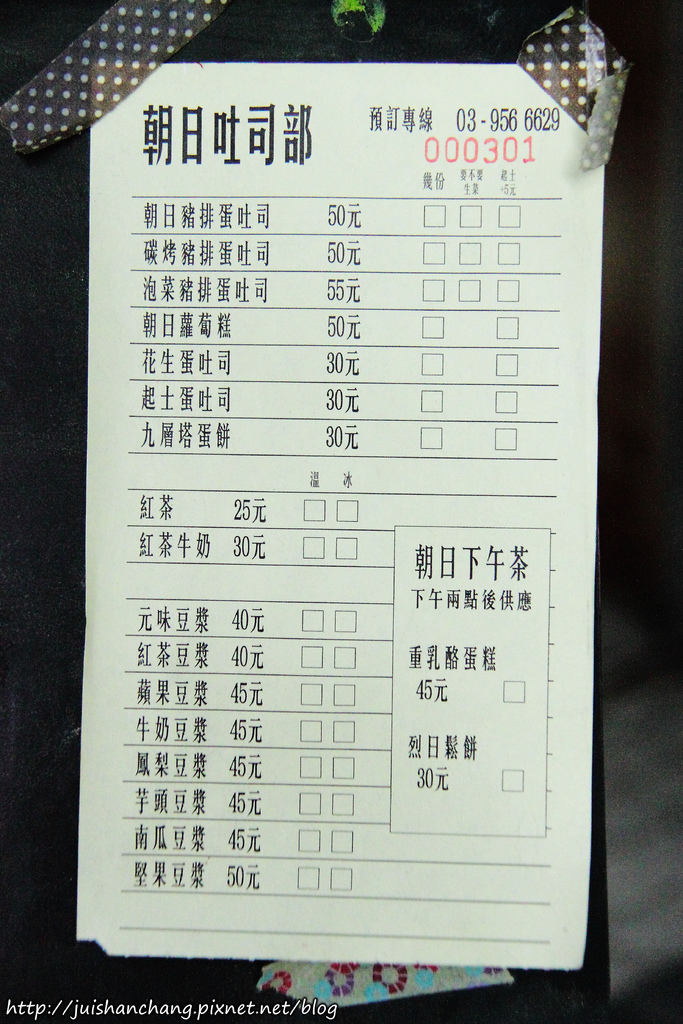 朝日吐司部 預訂專線 03-956 6629
000301
幾份 要不要生菜 起士+5元
朝日豬排蛋吐司 50元
碳烤豬排蛋吐司 50元
泡菜豬排蛋吐司 55元
朝日蘿蔔糕 50元
花生蛋吐司 30元
起士蛋吐司 30元
九層塔蛋餅 30元
溫 冰
紅茶 25元
紅茶牛奶 30元
元味豆漿 40元
紅茶豆漿 40元
蘋果豆漿 45元
牛奶豆漿 45元
鳳梨豆漿 45元
芋頭豆漿 45元
南瓜豆漿 45元
堅果豆漿 50元
朝日下午茶
下午兩點後供應
重乳酪蛋糕
45元
烈日鬆餅
30元
http://juishanchang.pixnet.net/blog